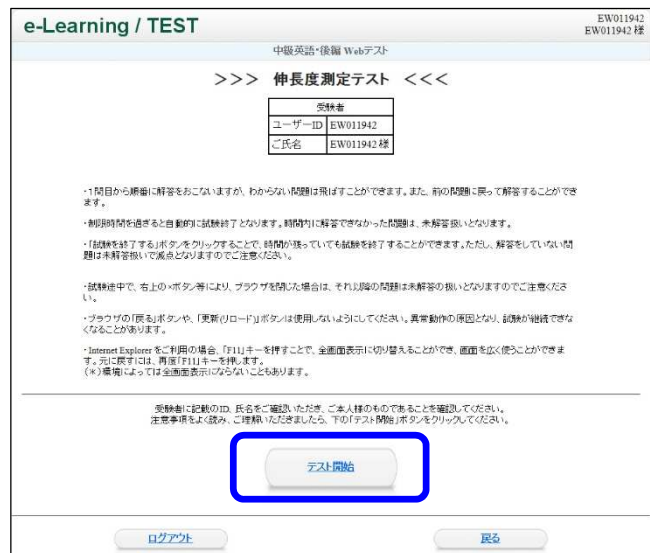 e-Learning / TEST
EW011942
EW011942 様
中級英語・後編 Webテスト
>>> 伸長度測定テスト <<<
受験者
ユーザーID EW011942
ご氏名 EW011942 様
・1問目から順番に解答をおこないますが、わからない問題は飛ばすことができます。また、前の問題に戻って解答することができ
ます。
・制限時間を過ぎると自動的に試験終了となります。時間内に解答できなかった問題は、未解答扱いとなります。
・「試験を終了する」ボタンをクリックすることで、時間が残っていても試験を終了することができます。ただし、解答をしていない問
題は未解答扱いで減点となりますのでご注意ください。
・試験途中で、右上の×ボタン等により、ブラウザを閉じた場合は、それ以降の問題は未解答の扱いとなりますのでご注意くださ
い。
・ブラウザの「戻る」ボタンや、「更新(リロード)」ボタンは使用しないようにしてください。異常動作の原因となり、試験が継続できな
くなることがあります。
・Internet Explorer をご利用の場合、「F11」キーを押すことで、全画面表示に切り替えることができ、画面を広く使うことができま
す。元に戻すには、再度「F11」キーを押します。
(＊)環境によっては全画面表示にならないこともあります。
受験者に記載のID、氏名をご確認いただき、ご本人様のものであることを確認してください。
注意事項をよく読み、ご理解いただきましたら、下の「テスト開始」ボタンをクリックしてください。
テスト開始
ログアウト 戻る